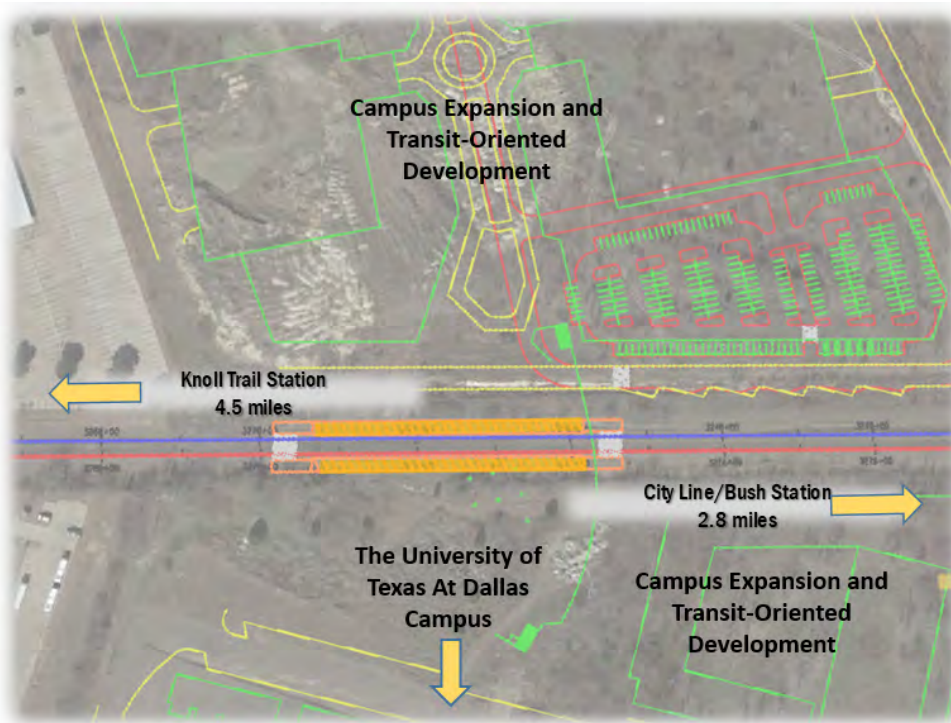 Campus Expansion and
Transit-Oriented
Development
Knoll Trail Station
4.5 miles
City Line/Bush Station
2.8 miles
The University of
Texas At Dallas
Campus
Campus Expansion and
Transit-Oriented
Development